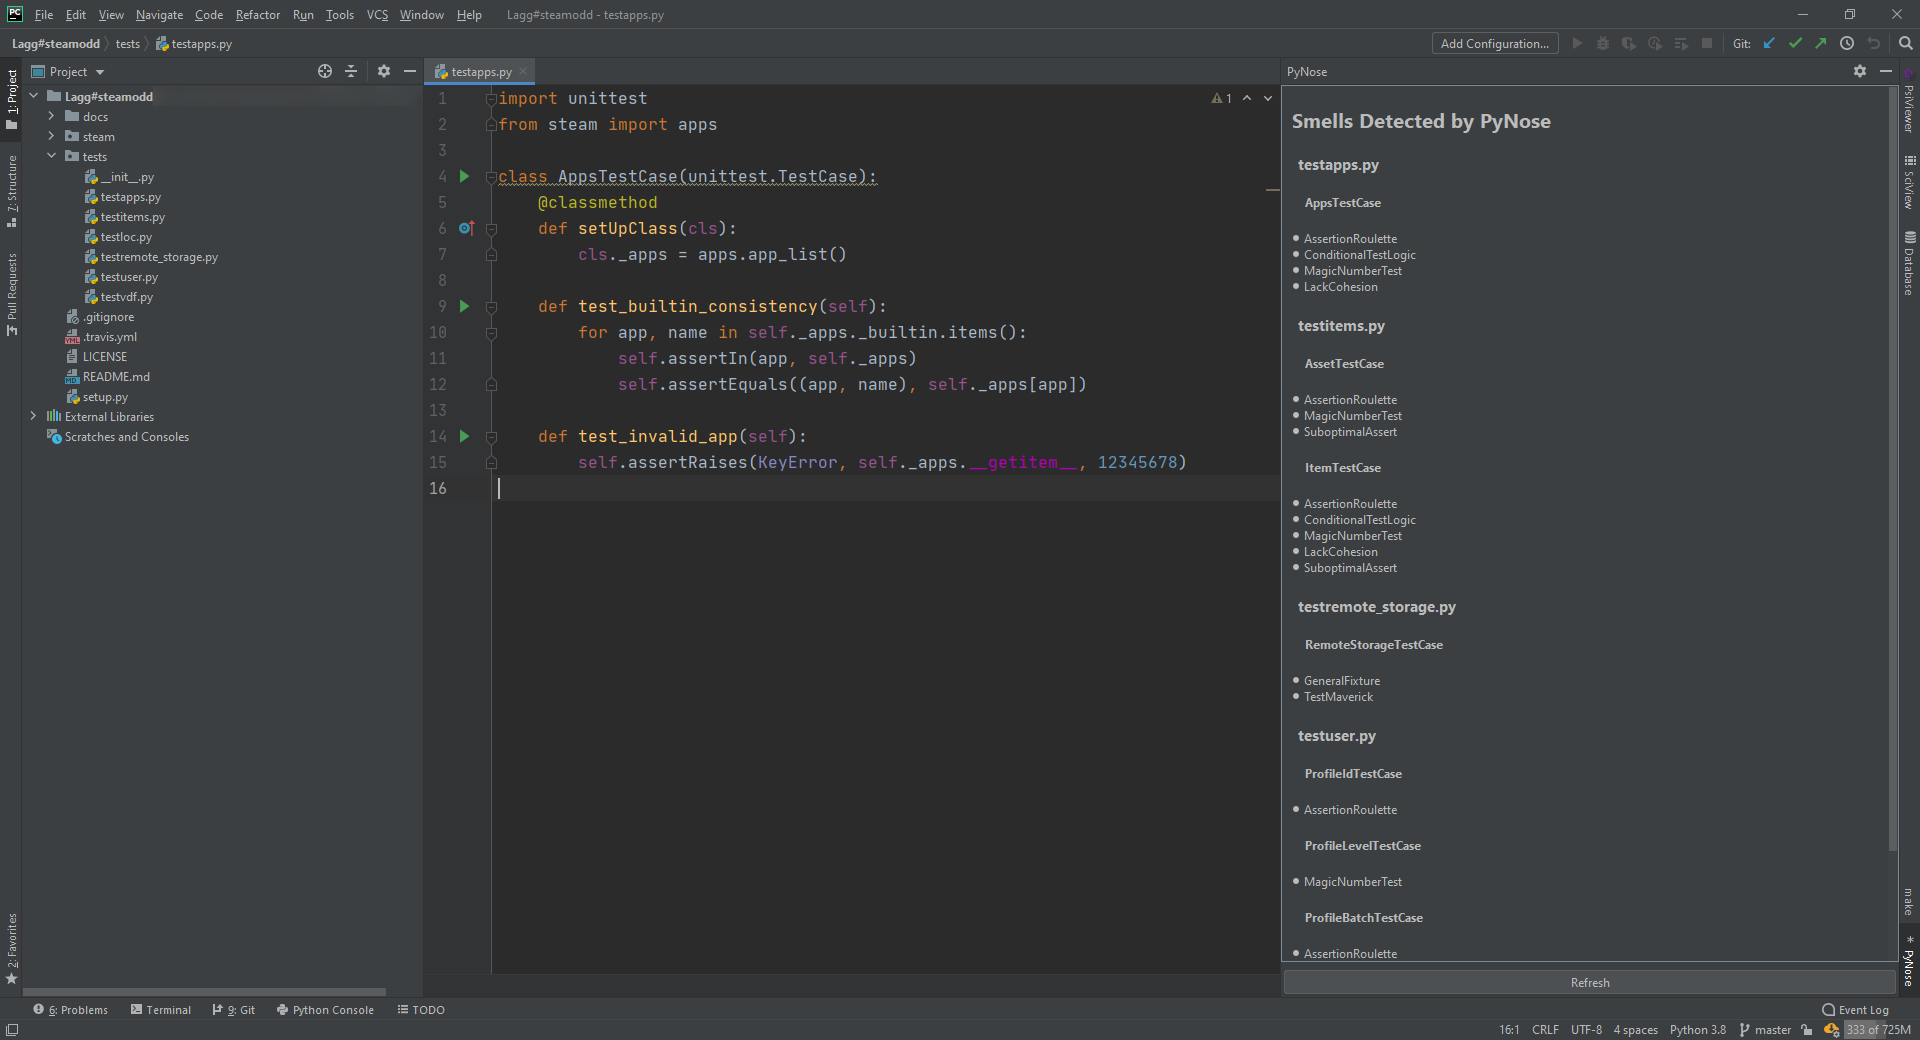 PC File Edit View Navigate Code Refactor Run Tools VCS Window Help Lagg#steamodd - testapps.py
Lagg#steamodd tests testapps.py Add Configuration... Git:
1: Project
7: Structure
Pull Requests
2: Favorites
Project
Lagg#steamodd
docs
steam
tests
__init__.py
testapps.py
testitems.py
testloc.py
testremote_storage.py
testuser.py
testvdf.py
.gitignore
.travis.yml
LICENSE
README.md
setup.py
External Libraries
Scratches and Consoles
testapps.py
1 import unittest
2 from steam import apps
3
4 class AppsTestCase(unittest.TestCase):
5 @classmethod
6 def setUpClass(cls):
7 cls._apps = apps.app_list()
8
9 def test_builtin_consistency(self):
10 for app, name in self._apps._builtin.items():
11 self.assertIn(app, self._apps)
12 self.assertEquals((app, name), self._apps[app])
13
14 def test_invalid_app(self):
15 self.assertRaises(KeyError, self._apps.__getitem__, 12345678)
16
1
PyNose
Smells Detected by PyNose
testapps.py
AppsTestCase
AssertionRoulette
ConditionalTestLogic
MagicNumberTest
LackCohesion
testitems.py
AssetTestCase
AssertionRoulette
MagicNumberTest
SuboptimalAssert
ItemTestCase
AssertionRoulette
ConditionalTestLogic
MagicNumberTest
LackCohesion
SuboptimalAssert
testremote_storage.py
RemoteStorageTestCase
GeneralFixture
TestMaverick
testuser.py
ProfileIdTestCase
AssertionRoulette
ProfileLevelTestCase
MagicNumberTest
ProfileBatchTestCase
AssertionRoulette
Refresh
PsiViewer
SciView
Database
make
PyNose
6: Problems Terminal 9: Git Python Console TODO Event Log
16:1 CRLF UTF-8 4 spaces Python 3.8 master 333 of 725M